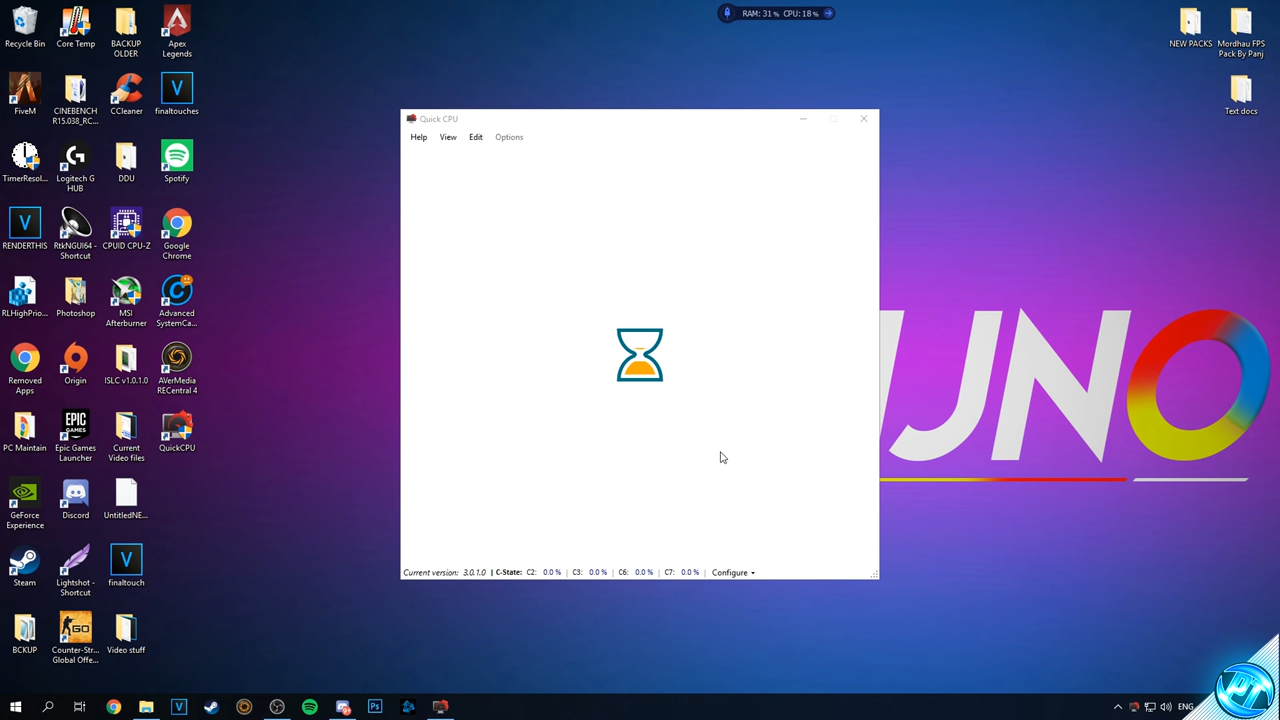 RAM: 31 % CPU: 18 %
Recycle Bin
Core Temp
BACKUP
OLDER
Apex
Legends
FiveM
CINEBENCH
R15.038_RC...
CCleaner
finaltouches
TimerResol...
Logitech G
HUB
DDU
Spotify
RENDERTHIS
RtkNGUI64 -
Shortcut
CPUID CPU-Z
Google
Chrome
RLHighPrio...
Photoshop
MSI
Afterburner
Advanced
SystemCa...
Removed
Apps
Origin
ISLC v1.0.1.0
AVerMedia
RECentral 4
PC Maintain
EPIC
GAMES
Epic Games
Launcher
Current
Video files
QuickCPU
GeForce
Experience
Discord
UntitledNE...
Steam
Lightshot -
Shortcut
finaltouch
BCKUP
GO
Counter-Str...
Global Offe...
Video stuff
NEW PACKS
Mordhau FPS
Pack By Panj
Text docs
Quick CPU
Help View Edit Options
Current version: 3.0.1.0 | C-State: C2: 0.0 % | C3: 0.0 % | C6: 0.0 % | C7: 0.0 % | Configure
UNO
Ps
ENG